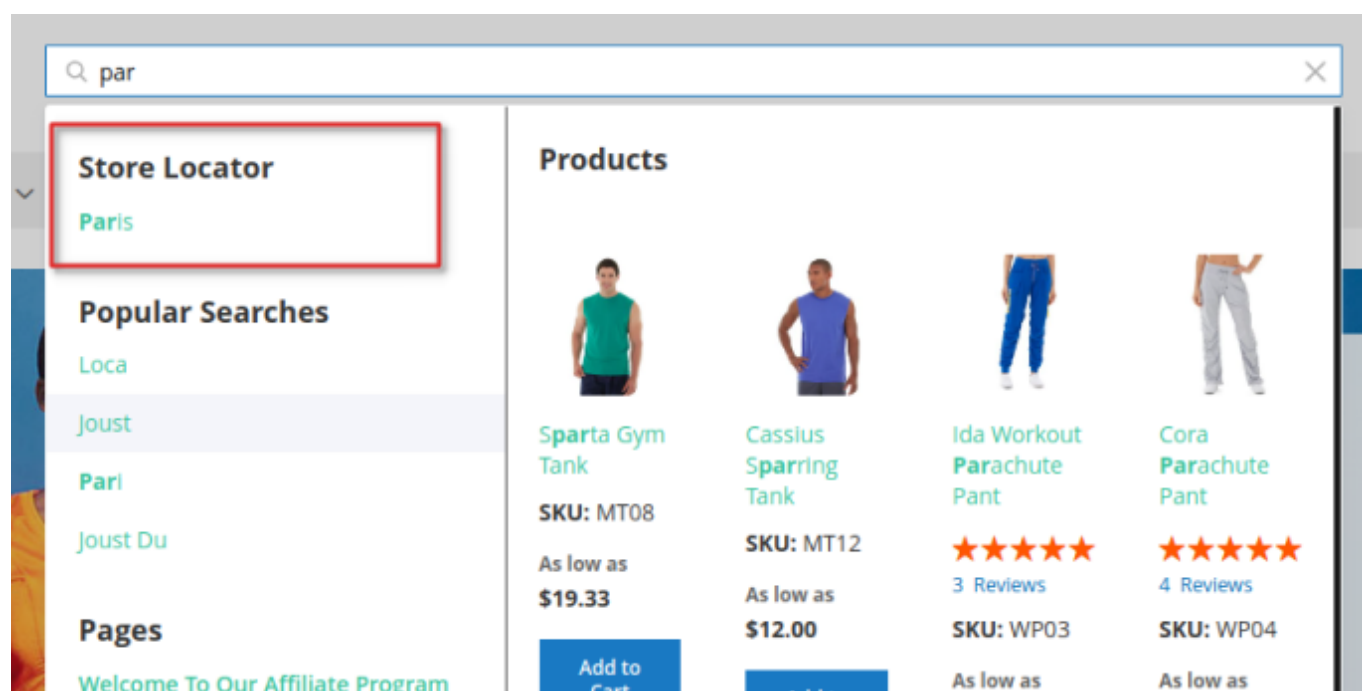 par
Store Locator
Paris
Popular Searches
Loca
Joust
Pari
Joust Du
Pages
Welcome To Our Affiliate Program
Products
Sparta Gym
Tank
SKU: MT08
As low as
$19.33
Add to
Cart
Cassius
Sparring
Tank
SKU: MT12
As low as
$12.00
Ida Workout
Parachute
Pant
3 Reviews
SKU: WP03
As low as
Cora
Parachute
Pant
4 Reviews
SKU: WP04
As low as